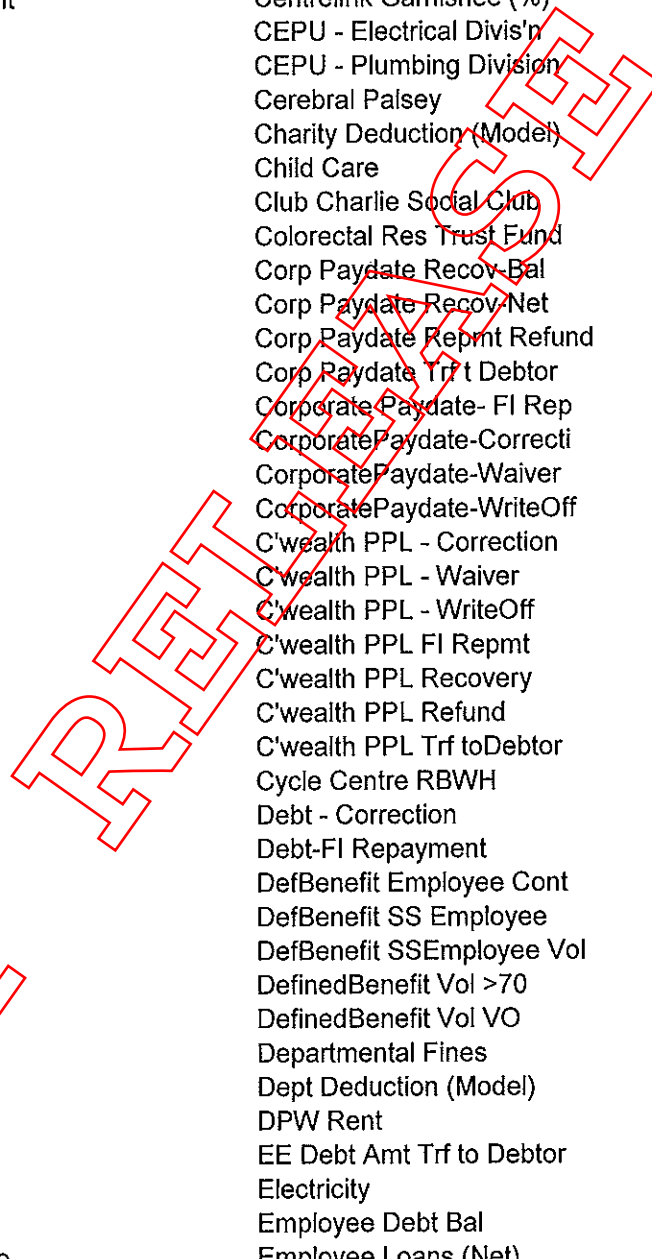 Centrelink Garnishee (%)
CEPU - Electrical Divis'n
CEPU - Plumbing Division
Cerebral Palsey
Charity Deduction (Model)
Child Care
Club Charlie Social Club
Colorectal Res Trust Fund
Corp Paydate Recov-Bal
Corp Paydate Recov-Net
Corp Paydate Repmt Refund
Corp Paydate Trf t Debtor
Corporate Paydate- FI Rep
CorporatePaydate-Correcti
CorporatePaydate-Waiver
CorporatePaydate-WriteOff
C'wealth PPL - Correction
C'wealth PPL - Waiver
C'wealth PPL - WriteOff
C'wealth PPL FI Repmt
C'wealth PPL Recovery
C'wealth PPL Refund
C'wealth PPL Trf toDebtor
Cycle Centre RBWH
Debt - Correction
Debt-FI Repayment
DefBenefit Employee Cont
DefBenefit SS Employee
DefBenefit SSEmployee Vol
DefinedBenefit Vol >70
DefinedBenefit Vol VO
Departmental Fines
Dept Deduction (Model)
DPW Rent
EE Debt Amt Trf to Debtor
Electricity
Employee Debt Bal
Employee Loans (Net)
RELEASE